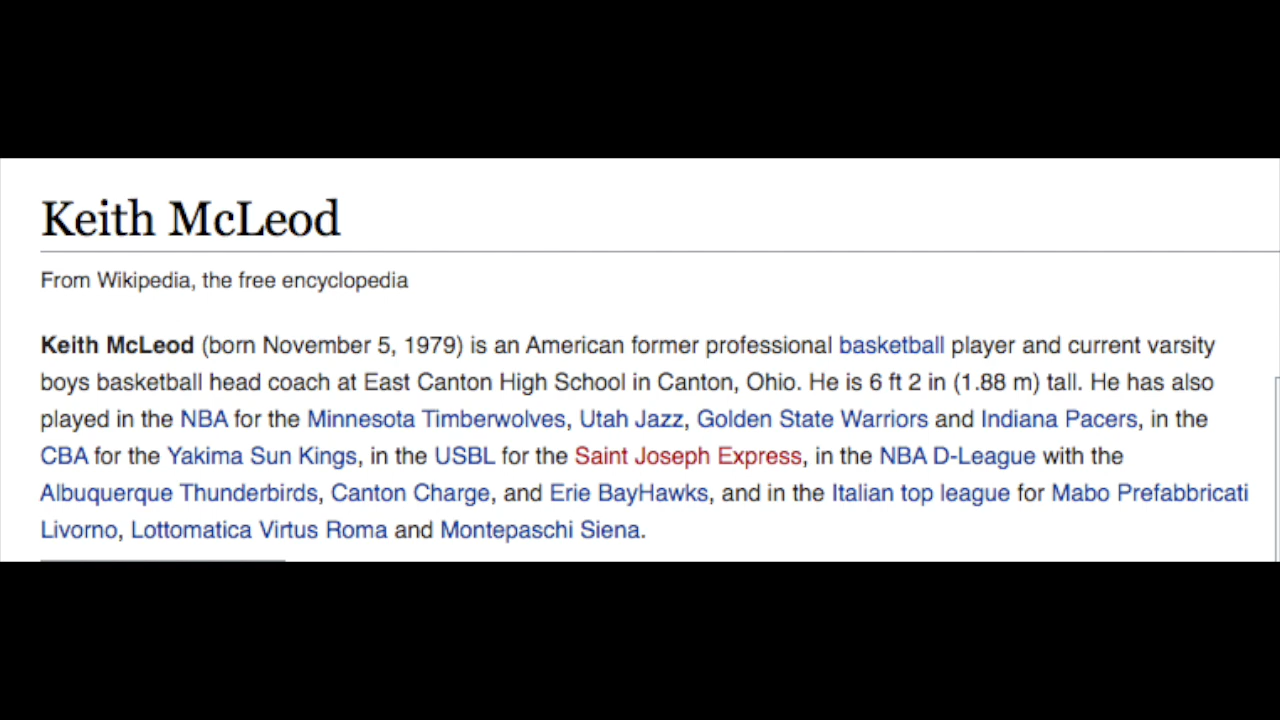 Keith McLeod
From Wikipedia, the free encyclopedia
Keith McLeod (born November 5, 1979) is an American former professional basketball player and current varsity
boys basketball head coach at East Canton High School in Canton, Ohio. He is 6 ft 2 in (1.88 m) tall. He has also
played in the NBA for the Minnesota Timberwolves, Utah Jazz, Golden State Warriors and Indiana Pacers, in the
CBA for the Yakima Sun Kings, in the USBL for the Saint Joseph Express, in the NBA D-League with the
Albuquerque Thunderbirds, Canton Charge, and Erie BayHawks, and in the Italian top league for Mabo Prefabbricati
Livorno, Lottomatica Virtus Roma and Montepaschi Siena.